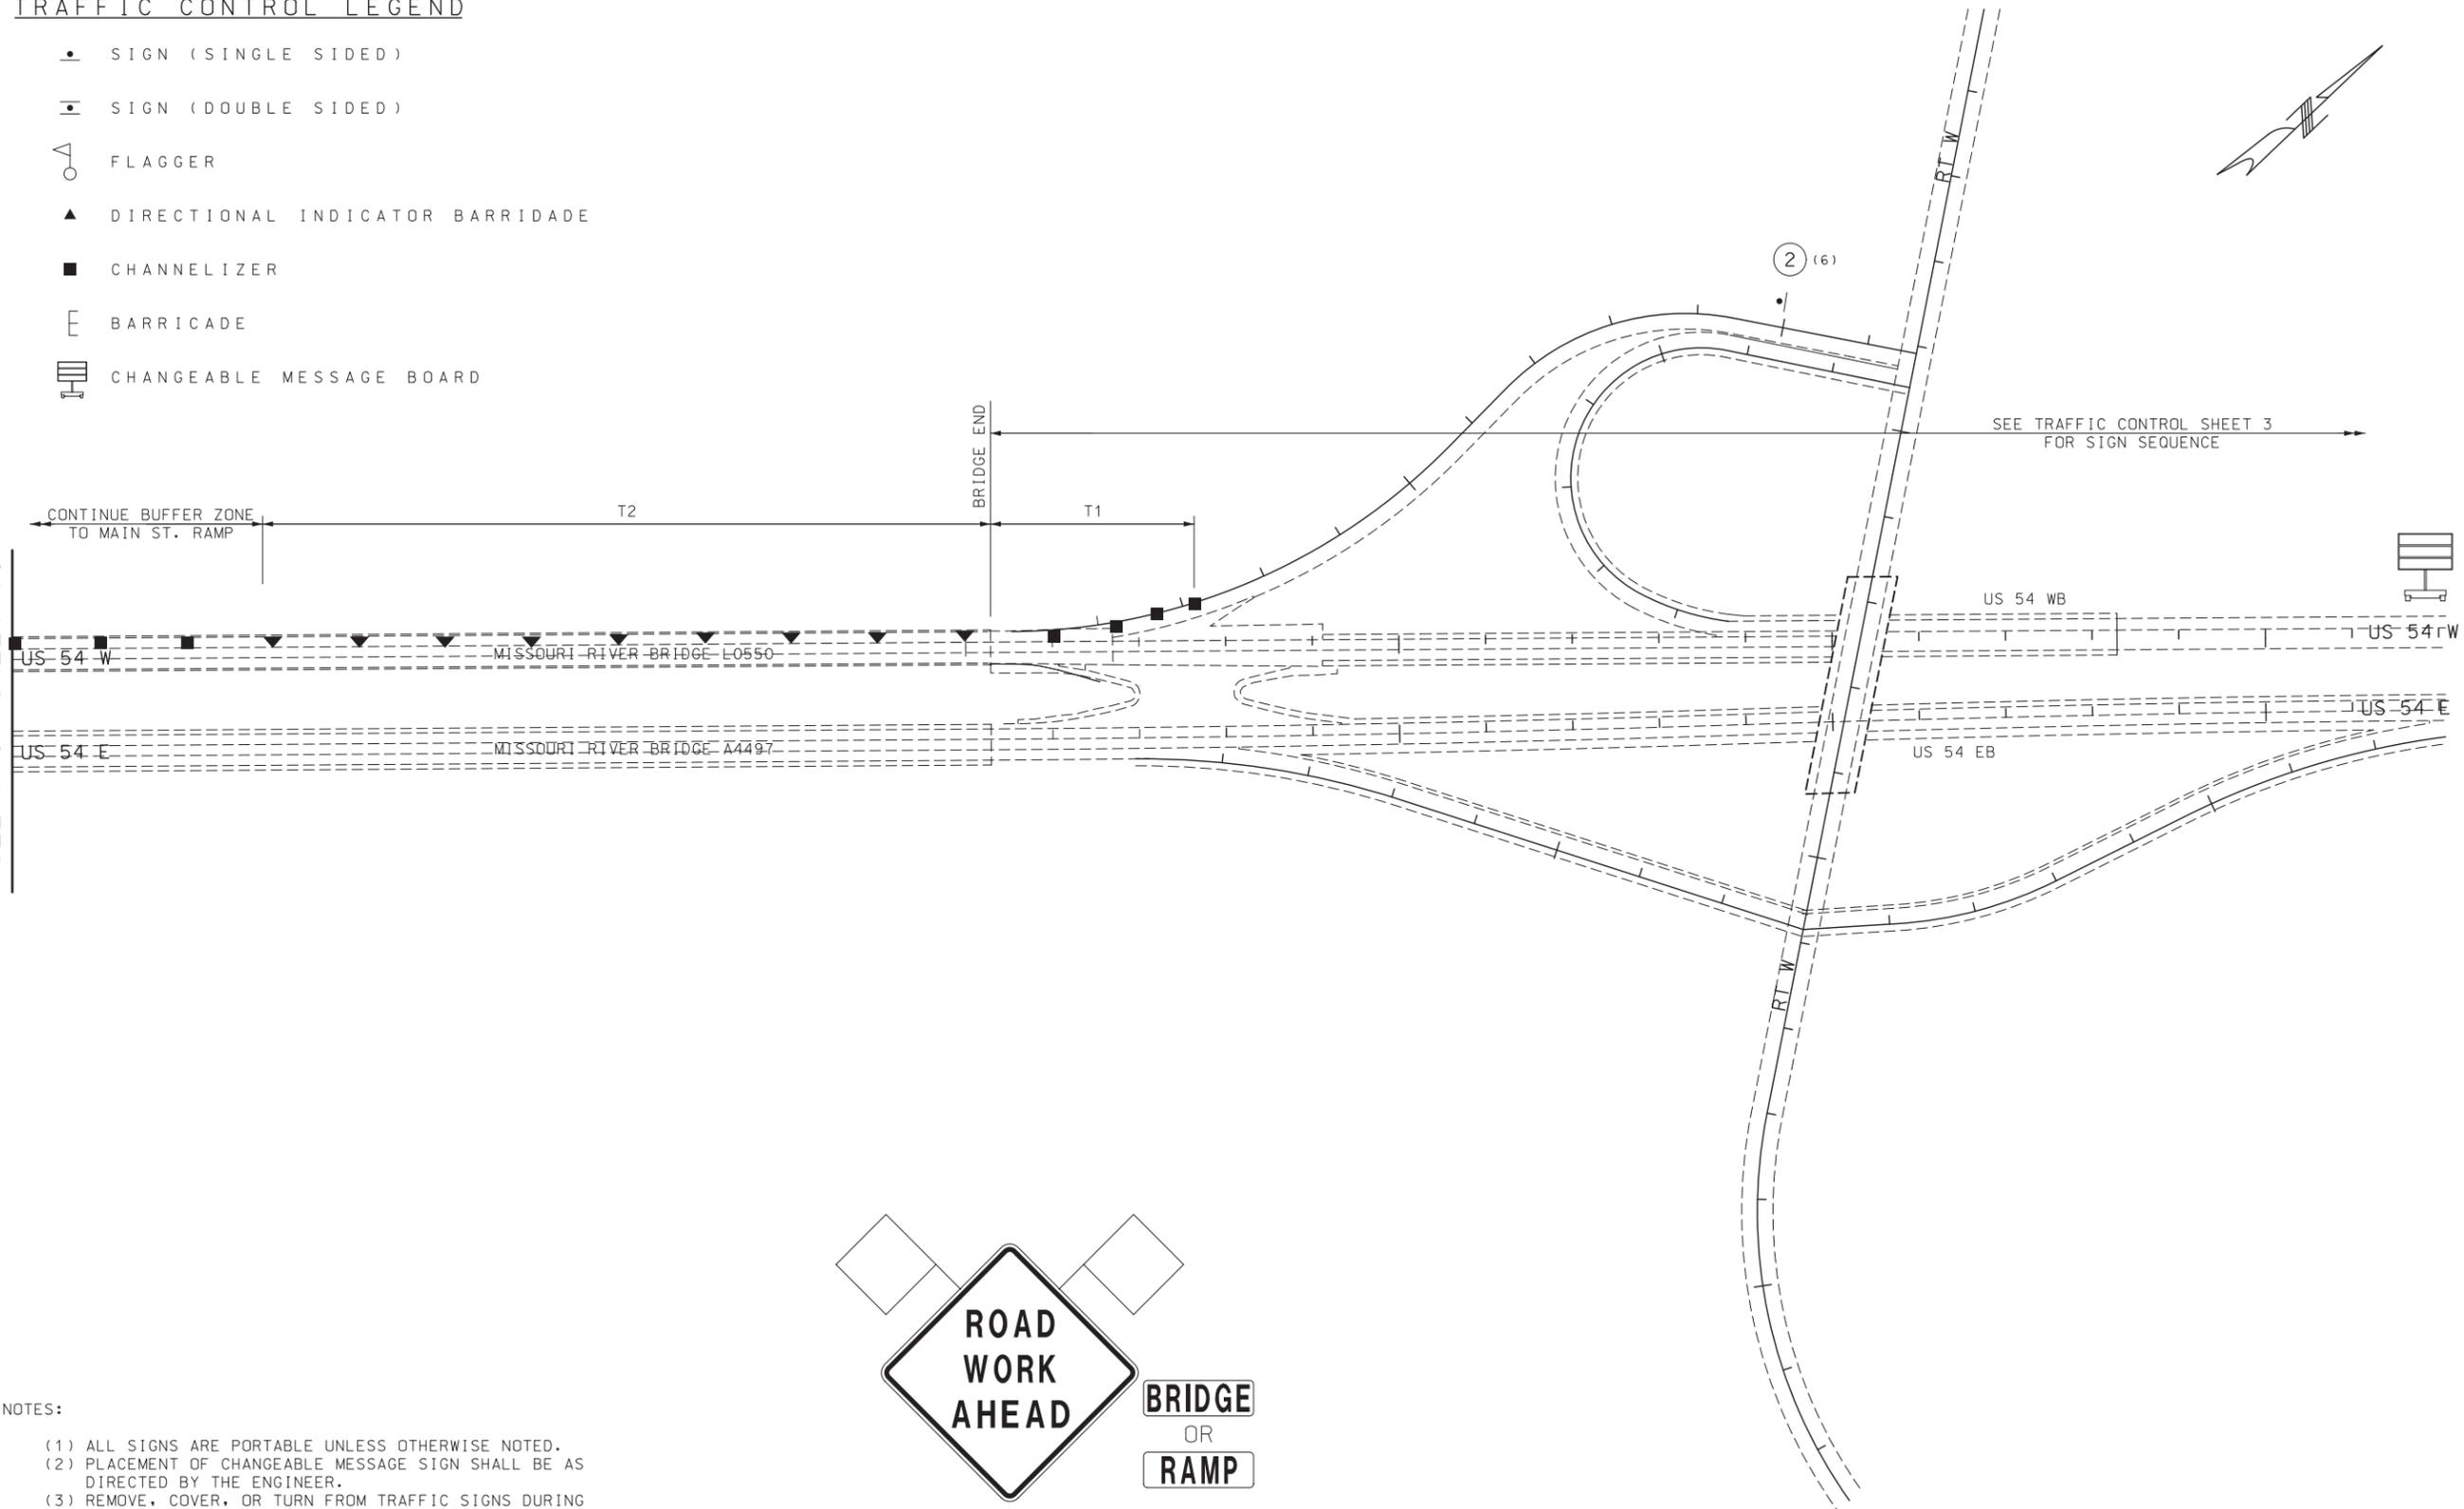 TRAFFIC CONTROL LEGEND
SIGN (SINGLE SIDED)
SIGN (DOUBLE SIDED)
FLAGGER
DIRECTIONAL INDICATOR BARRIDADE
CHANNELIZER
BARRICADE
CHANGEABLE MESSAGE BOARD
RT W
2 (6)
BRIDGE END
SEE TRAFFIC CONTROL SHEET 3
FOR SIGN SEQUENCE
CONTINUE BUFFER ZONE
TO MAIN ST. RAMP
T2
T1
US 54 WB
US 54 W
US 54 W
MISSOURI RIVER BRIDGE L0550
US 54 E
US 54 E
MISSOURI RIVER BRIDGE A4497
US 54 EB
RT W
ROAD
WORK
AHEAD
BRIDGE
OR
RAMP
NOTES:
(1) ALL SIGNS ARE PORTABLE UNLESS OTHERWISE NOTED.
(2) PLACEMENT OF CHANGEABLE MESSAGE SIGN SHALL BE AS
DIRECTED BY THE ENGINEER.
(3) REMOVE, COVER, OR TURN FROM TRAFFIC SIGNS DURING